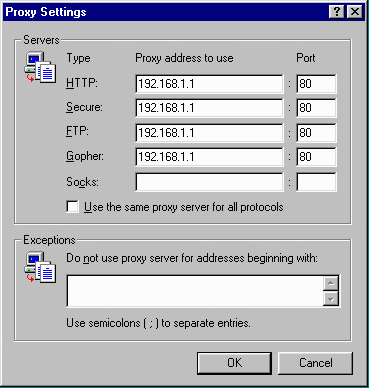 Proxy Settings
Servers
Type Proxy address to use Port
HTTP: 192.168.1.1 : 80
Secure: 192.168.1.1 : 80
FTP: 192.168.1.1 : 80
Gopher: 192.168.1.1 : 80
Socks: :
Use the same proxy server for all protocols
Exceptions
Do not use proxy server for addresses beginning with:
Use semicolons ( ; ) to separate entries.
OK Cancel